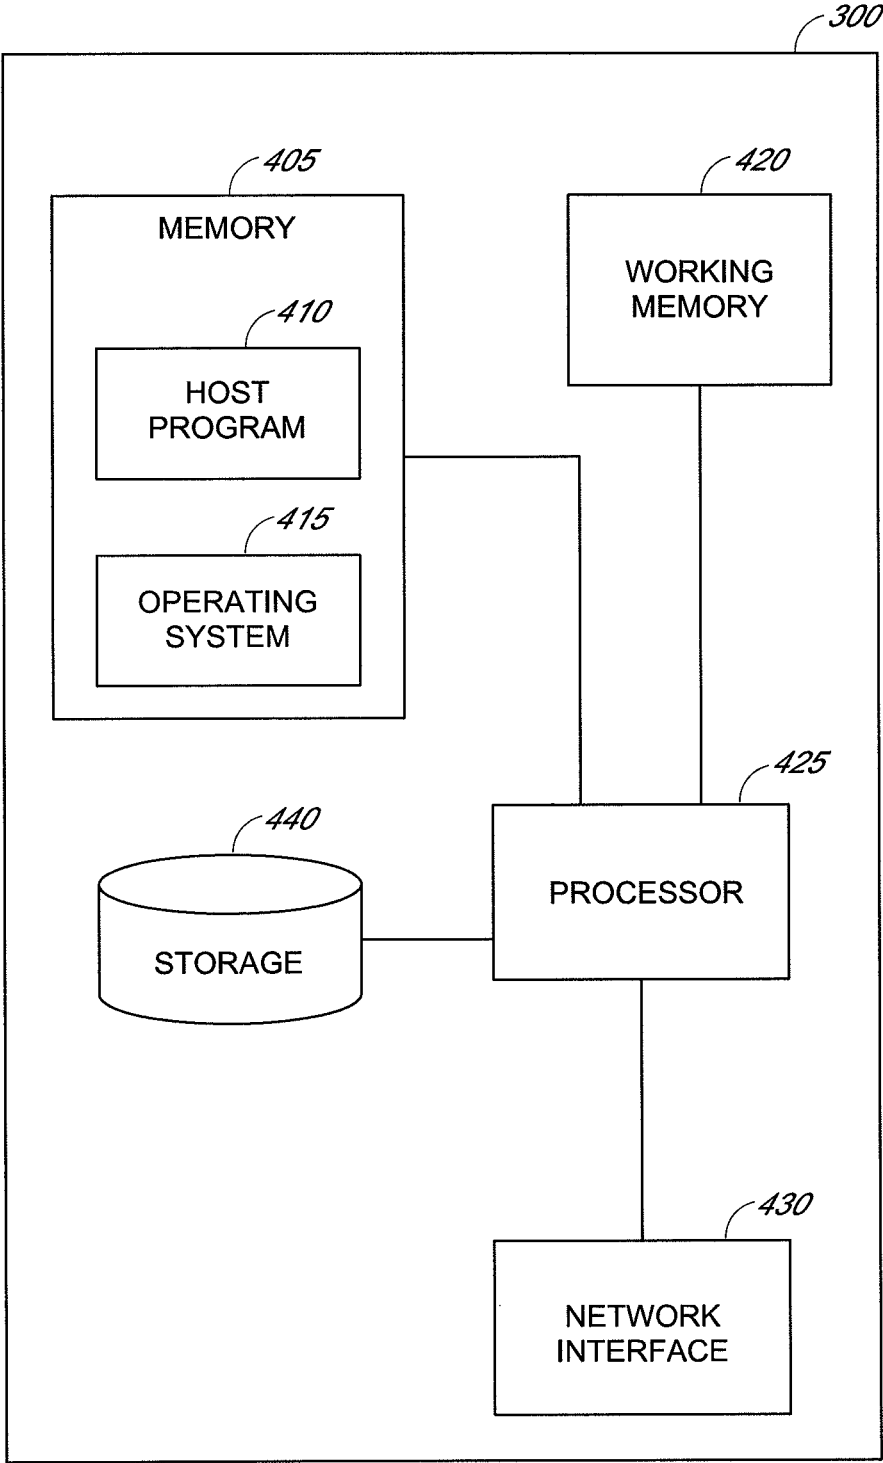 300
405
MEMORY
420
WORKING
MEMORY
410
HOST
PROGRAM
415
OPERATING
SYSTEM
425
PROCESSOR
440
STORAGE
430
NETWORK
INTERFACE